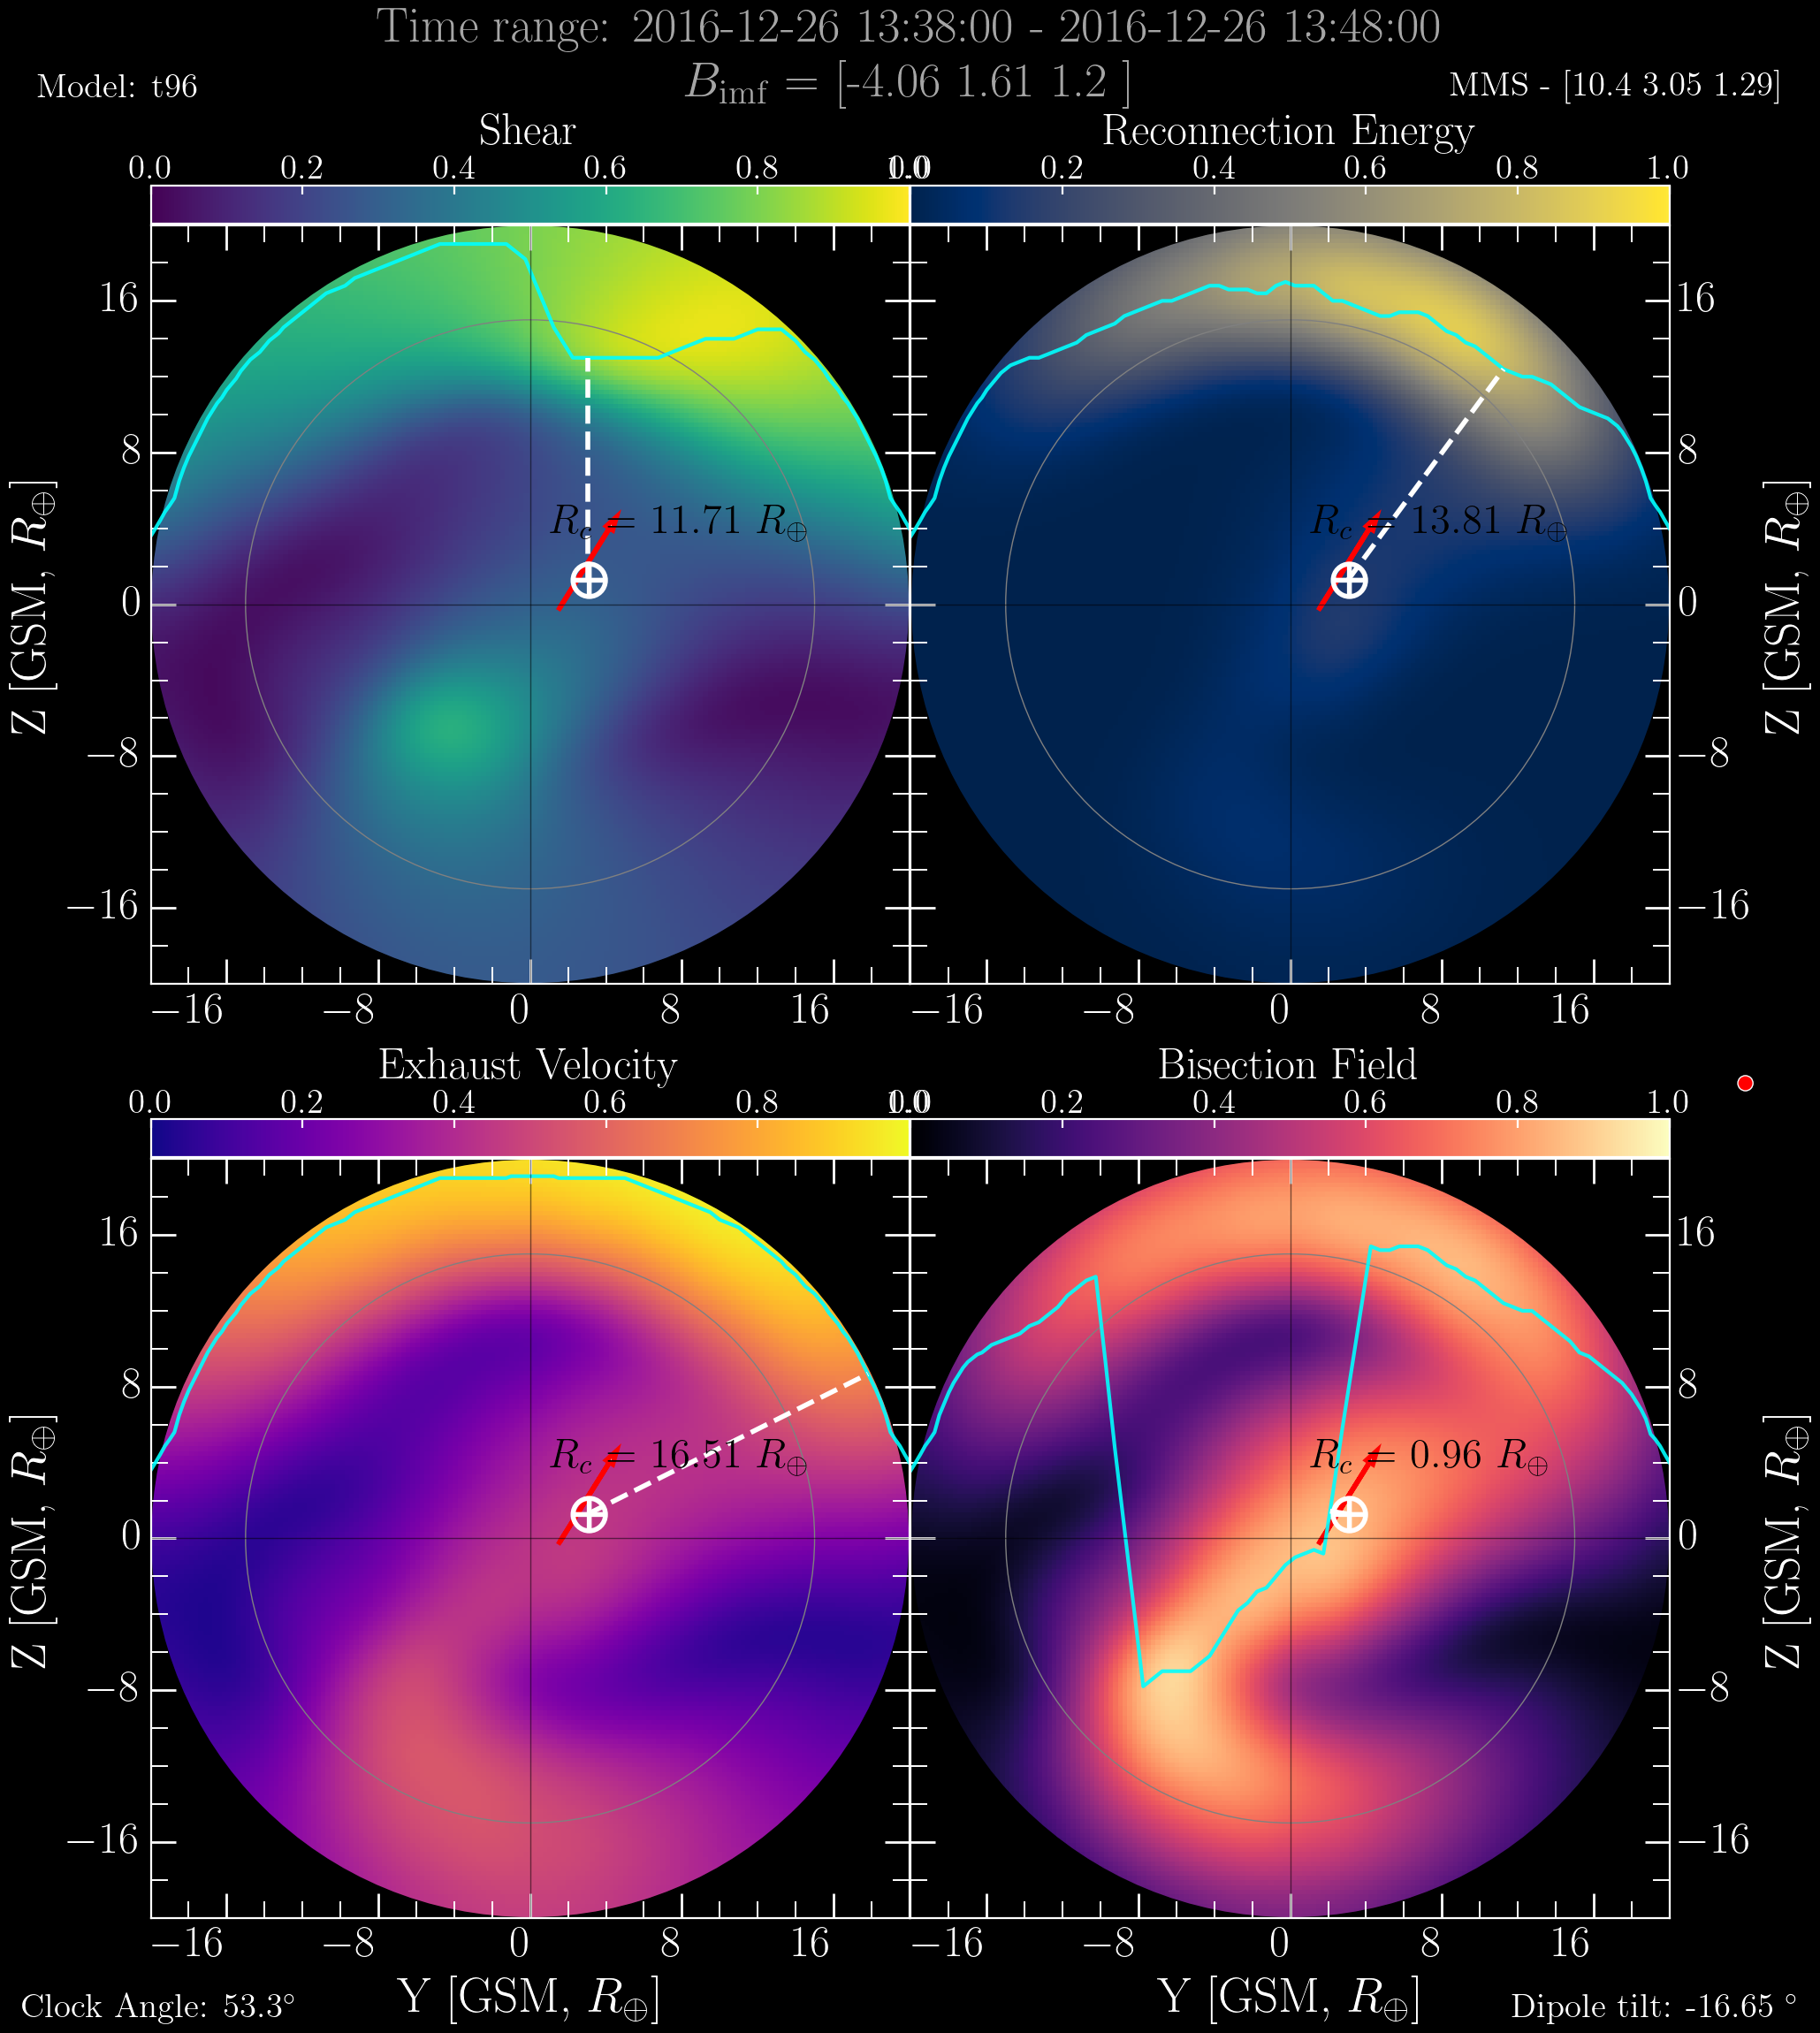 Time range: 2016-12-26 13:38:00 - 2016-12-26 13:48:00
Model: t96
B_imf = [-4.06 1.61 1.2 ]
MMS - [10.4 3.05 1.29]
Shear
Reconnection Energy
0.0 0.2 0.4 0.6 0.8 1.0
0.0 0.2 0.4 0.6 0.8 1.0
16 8 0 −8 −16
Z [GSM, R⊕]
R_c = 11.71 R⊕
R_c = 13.81 R⊕
16 8 0 −8 −16
Z [GSM, R⊕]
−16 −8 0 8 16
−16 −8 0 8 16
Exhaust Velocity
Bisection Field
0.0 0.2 0.4 0.6 0.8 1.0
0.0 0.2 0.4 0.6 0.8 1.0
16 8 0 −8 −16
Z [GSM, R⊕]
R_c = 16.51 R⊕
R_c = 0.96 R⊕
16 8 0 −8 −16
Z [GSM, R⊕]
−16 −8 0 8 16
−16 −8 0 8 16
Y [GSM, R⊕]
Y [GSM, R⊕]
Clock Angle: 53.3°
Dipole tilt: -16.65 °